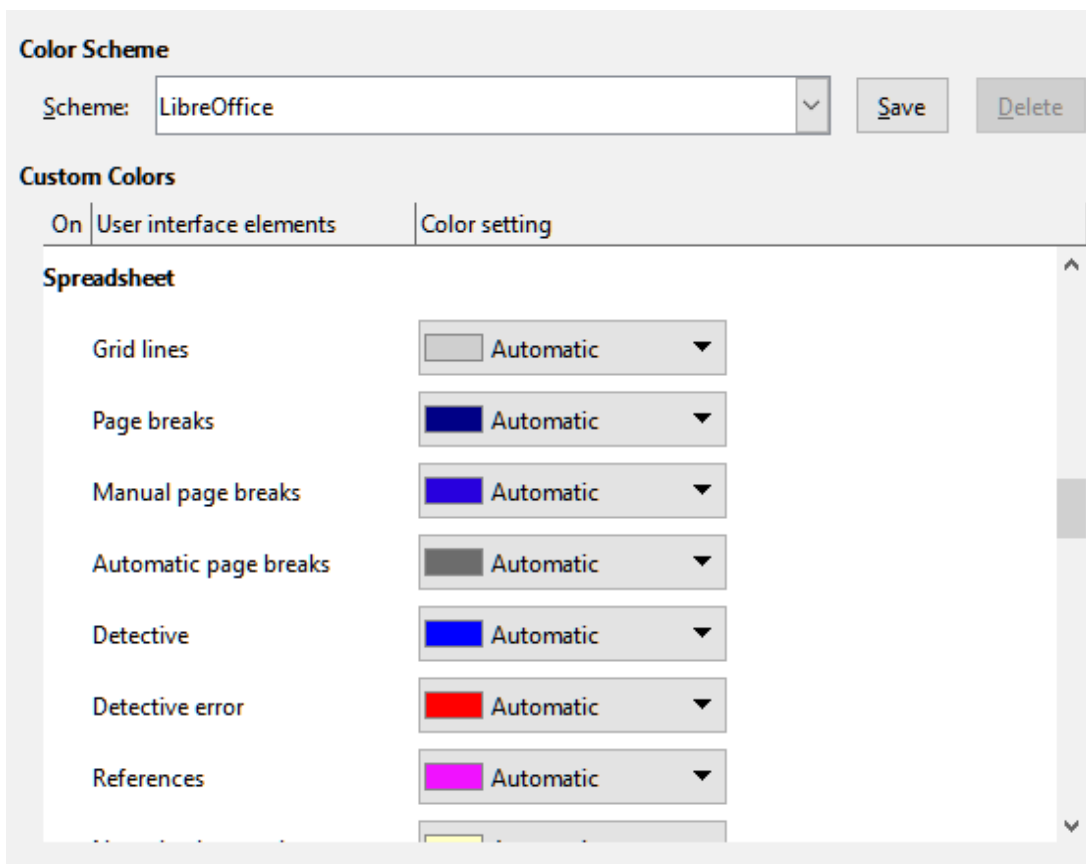 Color Scheme
Scheme: LibreOffice Save Delete
Custom Colors
On User interface elements Color setting
Spreadsheet
Grid lines Automatic
Page breaks Automatic
Manual page breaks Automatic
Automatic page breaks Automatic
Detective Automatic
Detective error Automatic
References Automatic